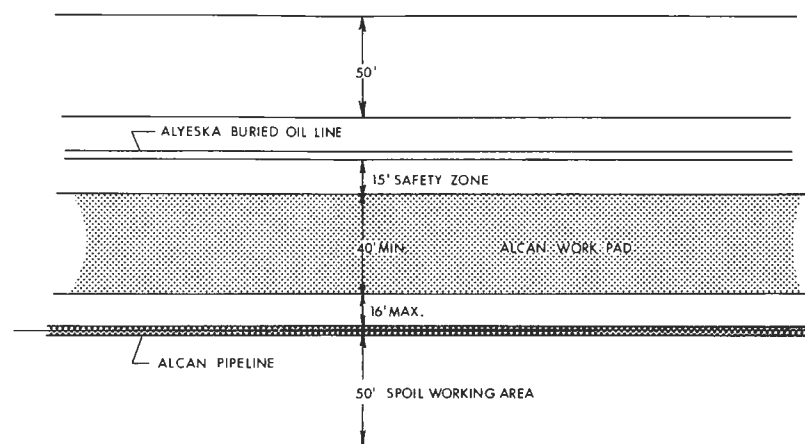 50'
ALYESKA BURIED OIL LINE
15' SAFETY ZONE
40' MIN. ALCAN WORK PAD
16' MAX.
ALCAN PIPELINE
50' SPOIL WORKING AREA